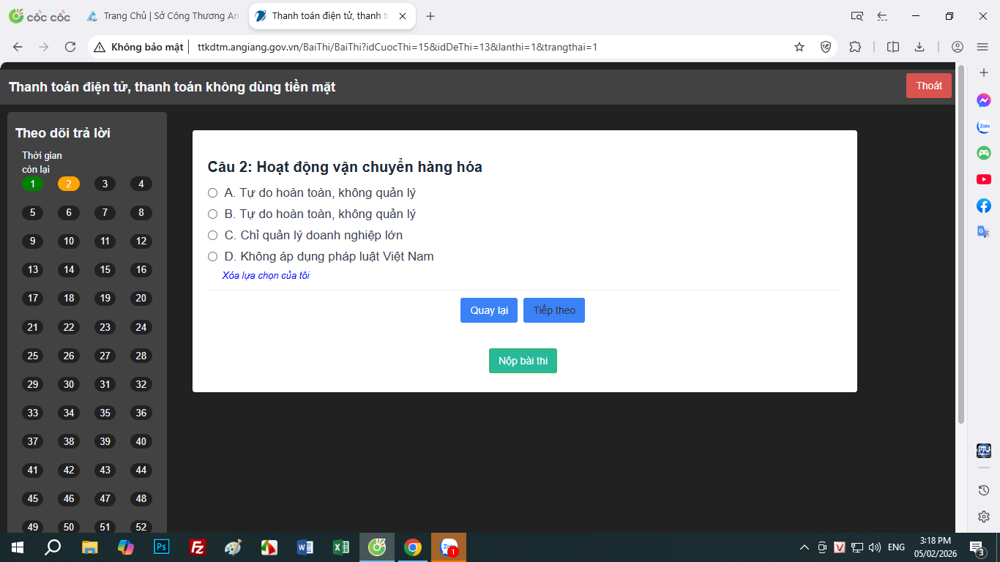 cốc cốc
Trang Chủ | Sở Công Thương An
Thanh toán điện tử, thanh t
Không bảo mật
ttkdtm.angiang.gov.vn/BaiThi/BaiThi?idCuocThi=15&idDeThi=13&lanthi=1&trangthai=1
Thanh toán điện tử, thanh toán không dùng tiền mặt
Thoát
Theo dõi trả lời
Thời gian
còn lại
1 2 3 4
5 6 7 8
9 10 11 12
13 14 15 16
17 18 19 20
21 22 23 24
25 26 27 28
29 30 31 32
33 34 35 36
37 38 39 40
41 42 43 44
45 46 47 48
49 50 51 52
Câu 2: Hoạt động vận chuyển hàng hóa
A. Tự do hoàn toàn, không quản lý
B. Tự do hoàn toàn, không quản lý
C. Chỉ quản lý doanh nghiệp lớn
D. Không áp dụng pháp luật Việt Nam
Xóa lựa chọn của tôi
Quay lại
Tiếp theo
Nộp bài thi
Zalo
Ps
Fz
Zalo
1
V
ENG
3:18 PM
05/02/2026
3